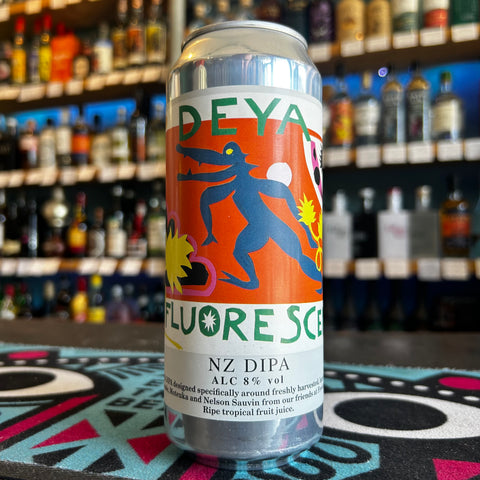 DEYA
FLUORESCE
NZ DIPA
ALC 8% vol
designed specifically around freshly harvested,
and Nelson Sauvin from our friends at
Ripe tropical fruit juice.